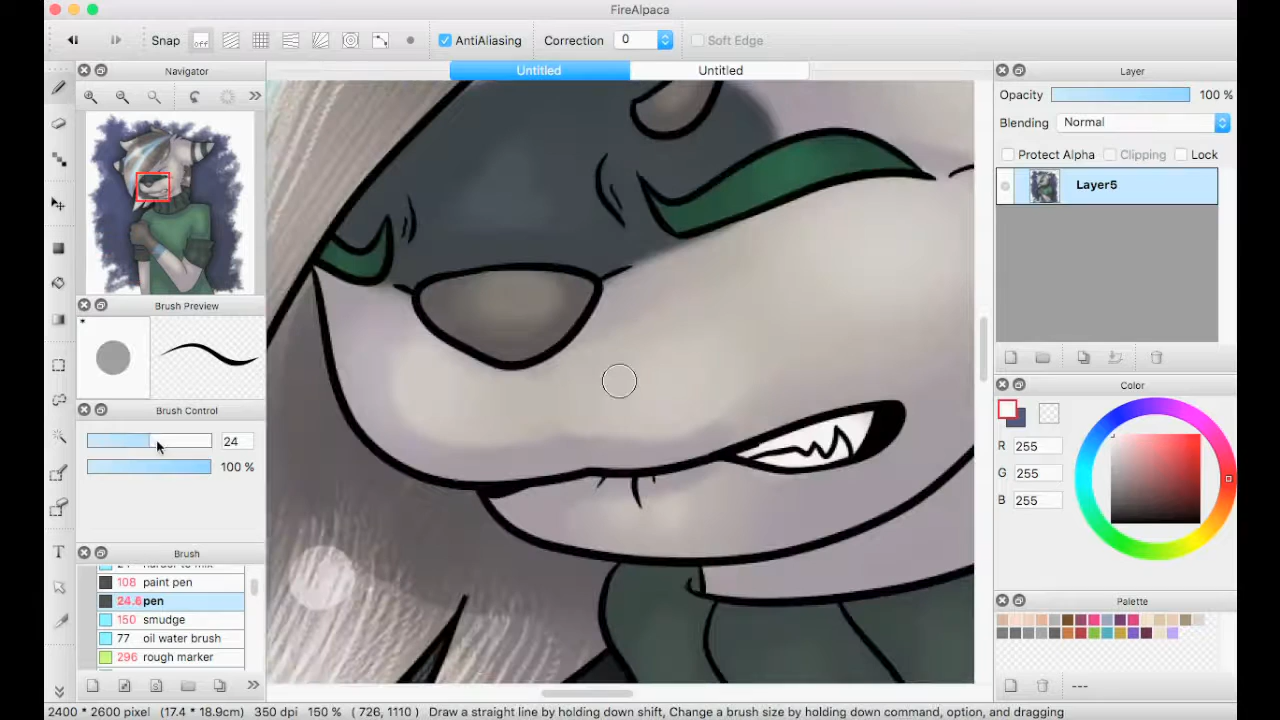 FireAlpaca
Snap off AntiAliasing Correction 0 Soft Edge
Untitled Untitled
Navigator
Brush Preview
Brush Control
24
100 %
Brush
108 paint pen
24.6 pen
150 smudge
77 oil water brush
296 rough marker
Layer
Opacity 100 %
Blending Normal
Protect Alpha Clipping Lock
Layer5
Color
R 255
G 255
B 255
Palette
---
T
2400 * 2600 pixel (17.4 * 18.9cm) 350 dpi 150 % ( 726, 1110 ) Draw a straight line by holding down shift, Change a brush size by holding down command, option, and dragging